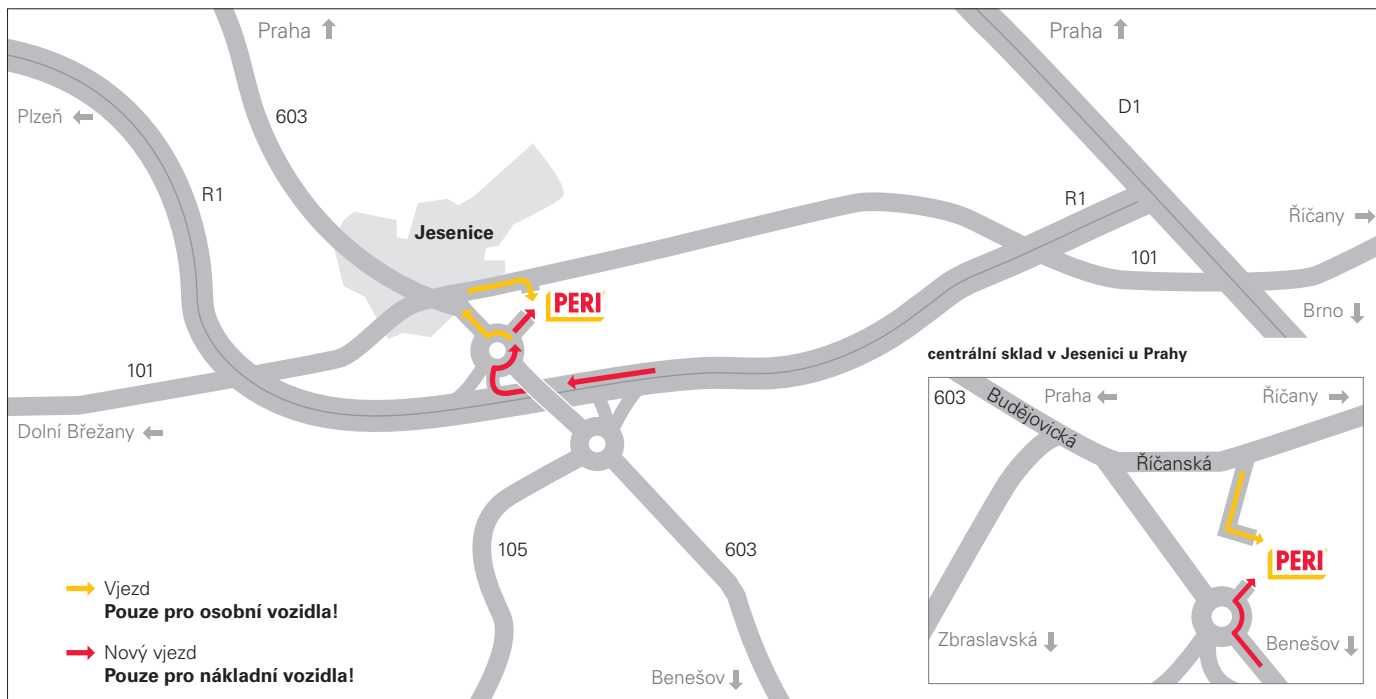 Praha
Praha
D1
Plzeň
603
R1
R1
Říčany
Jesenice
101
PERI
Brno
101
Dolní Břežany
105
603
Vjezd
Pouze pro osobní vozidla!
Nový vjezd
Pouze pro nákladní vozidla!
Benešov
centrální sklad v Jesenici u Prahy
603
Praha
Říčany
Budějovická
Říčanská
PERI
Zbraslavská
Benešov